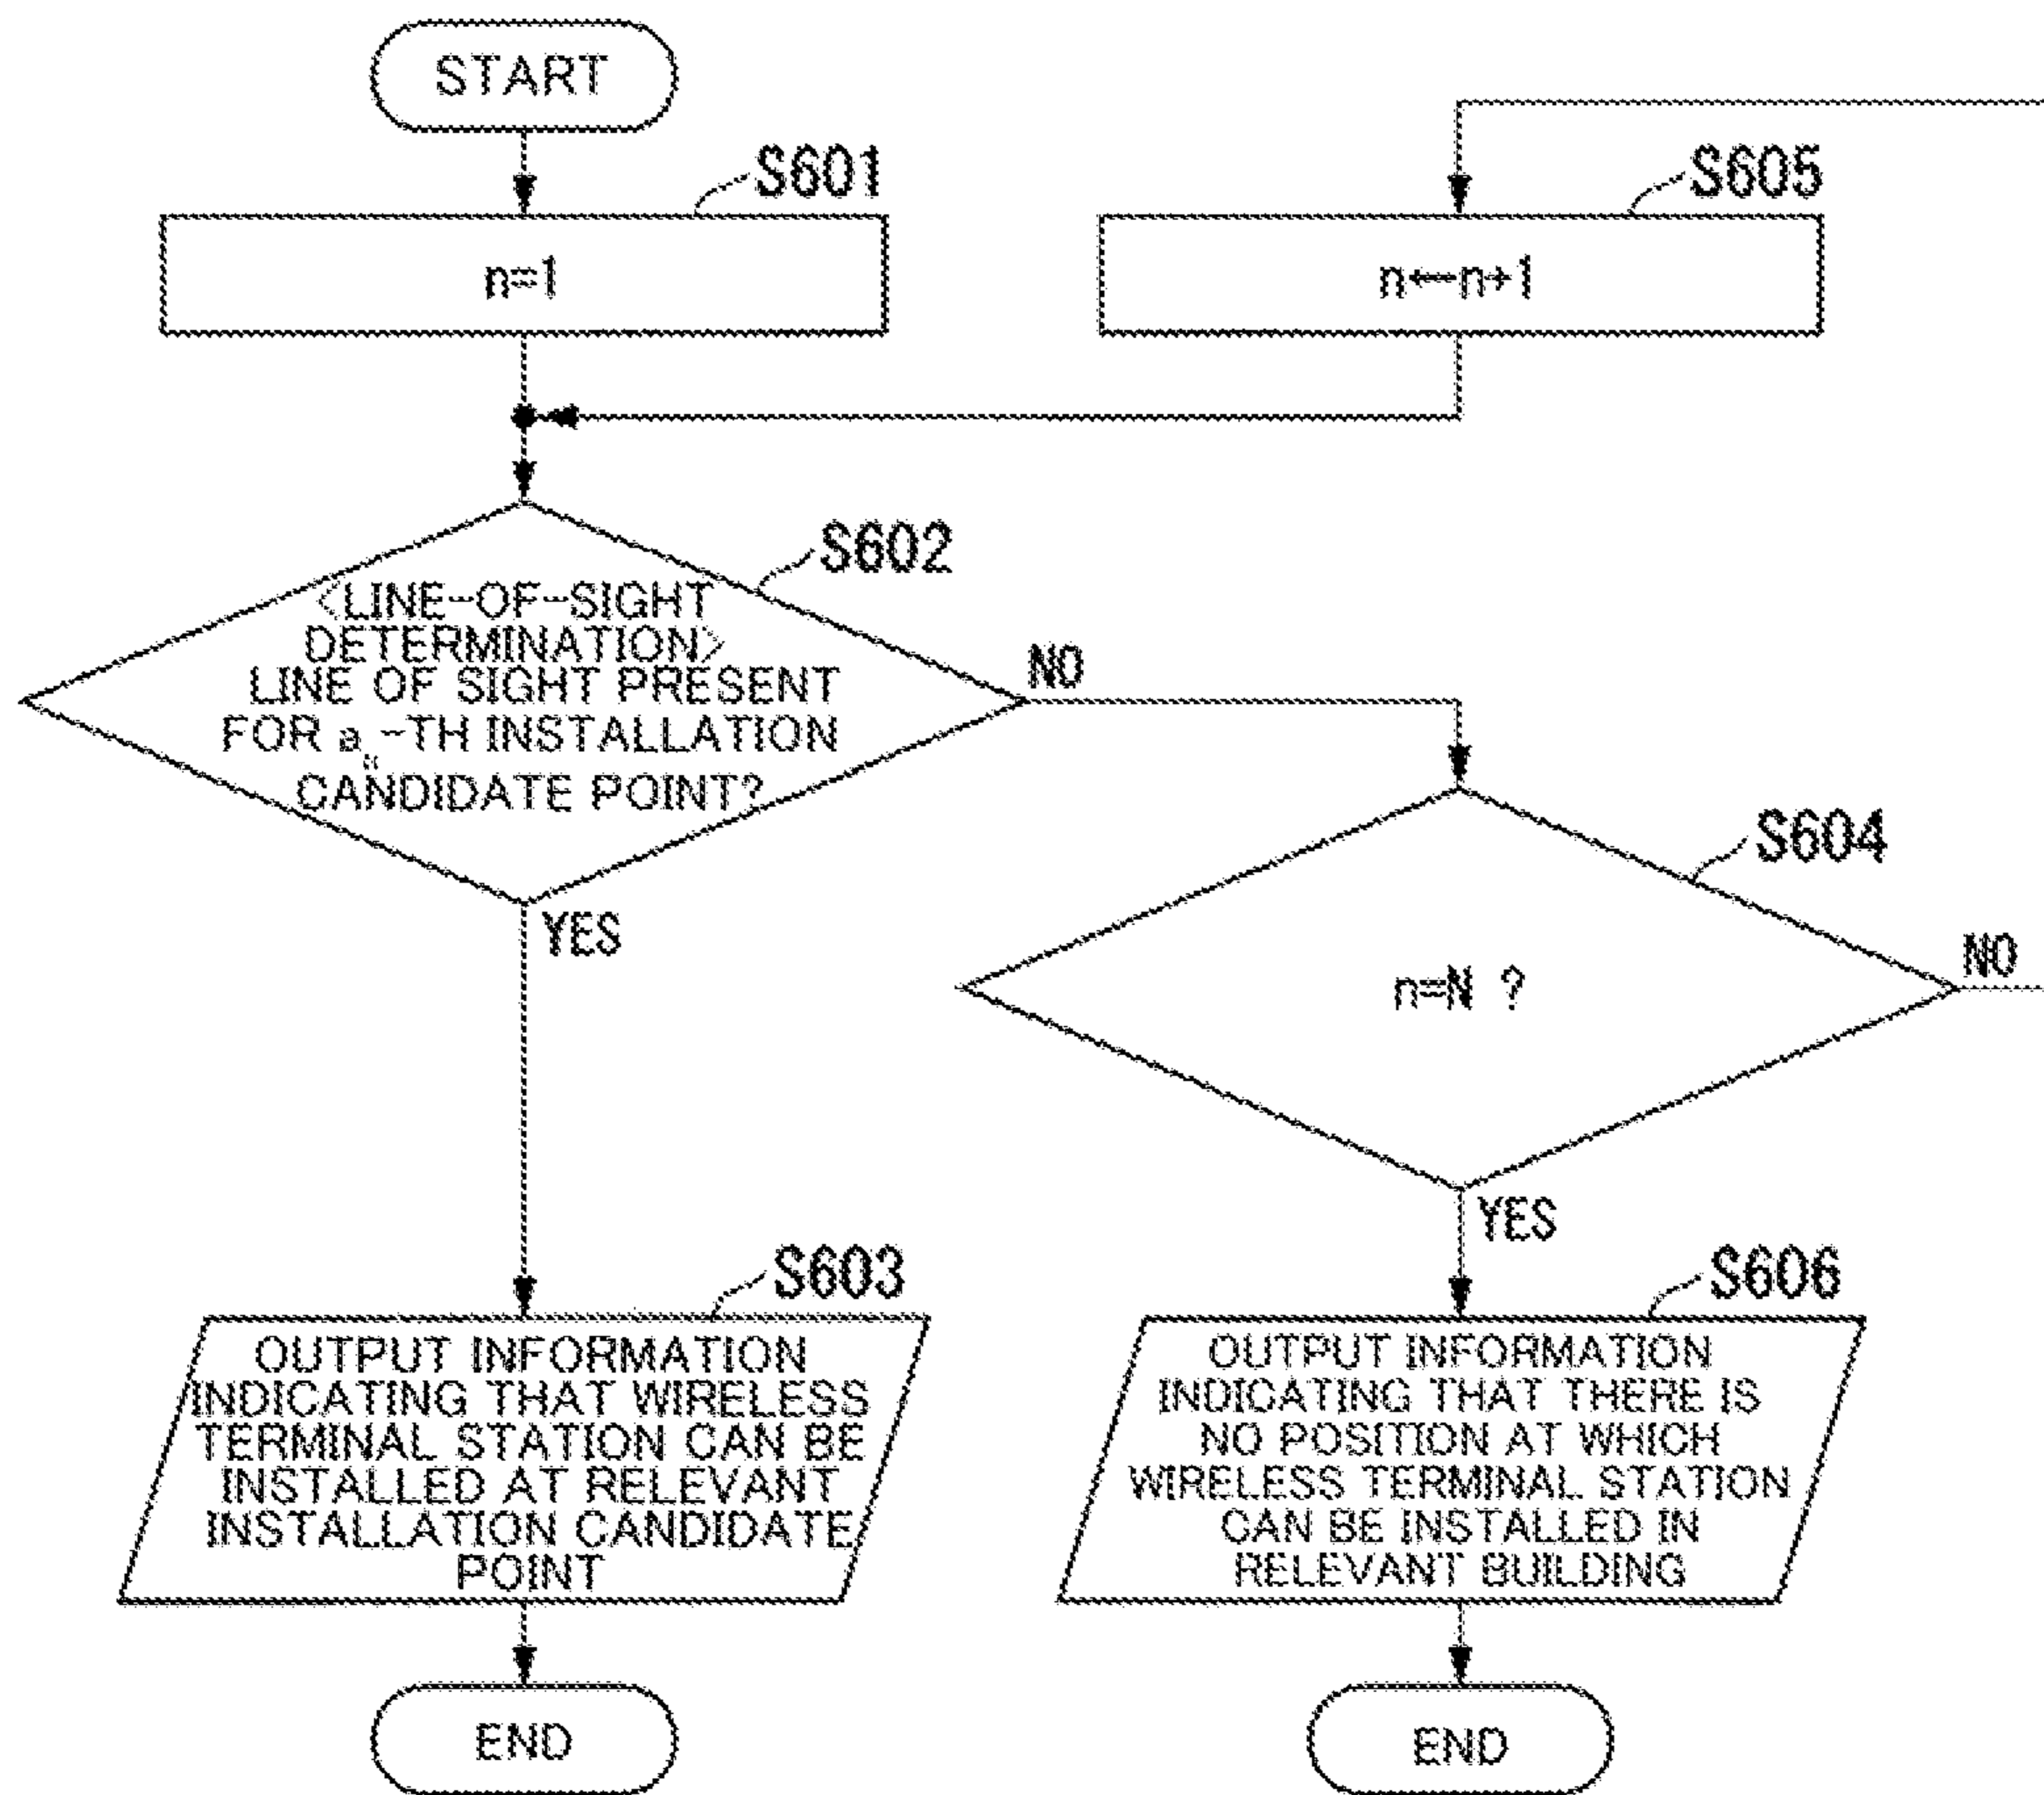 START
S601
n=1
S605
n←n+1
S602
<LINE-OF-SIGHT
DETERMINATION>
LINE OF SIGHT PRESENT
FOR aₙ-TH INSTALLATION
CANDIDATE POINT?
NO
YES
S604
n=N ?
NO
YES
S603
OUTPUT INFORMATION
INDICATING THAT WIRELESS
TERMINAL STATION CAN BE
INSTALLED AT RELEVANT
INSTALLATION CANDIDATE
POINT
S606
OUTPUT INFORMATION
INDICATING THAT THERE IS
NO POSITION AT WHICH
WIRELESS TERMINAL STATION
CAN BE INSTALLED IN
RELEVANT BUILDING
END
END